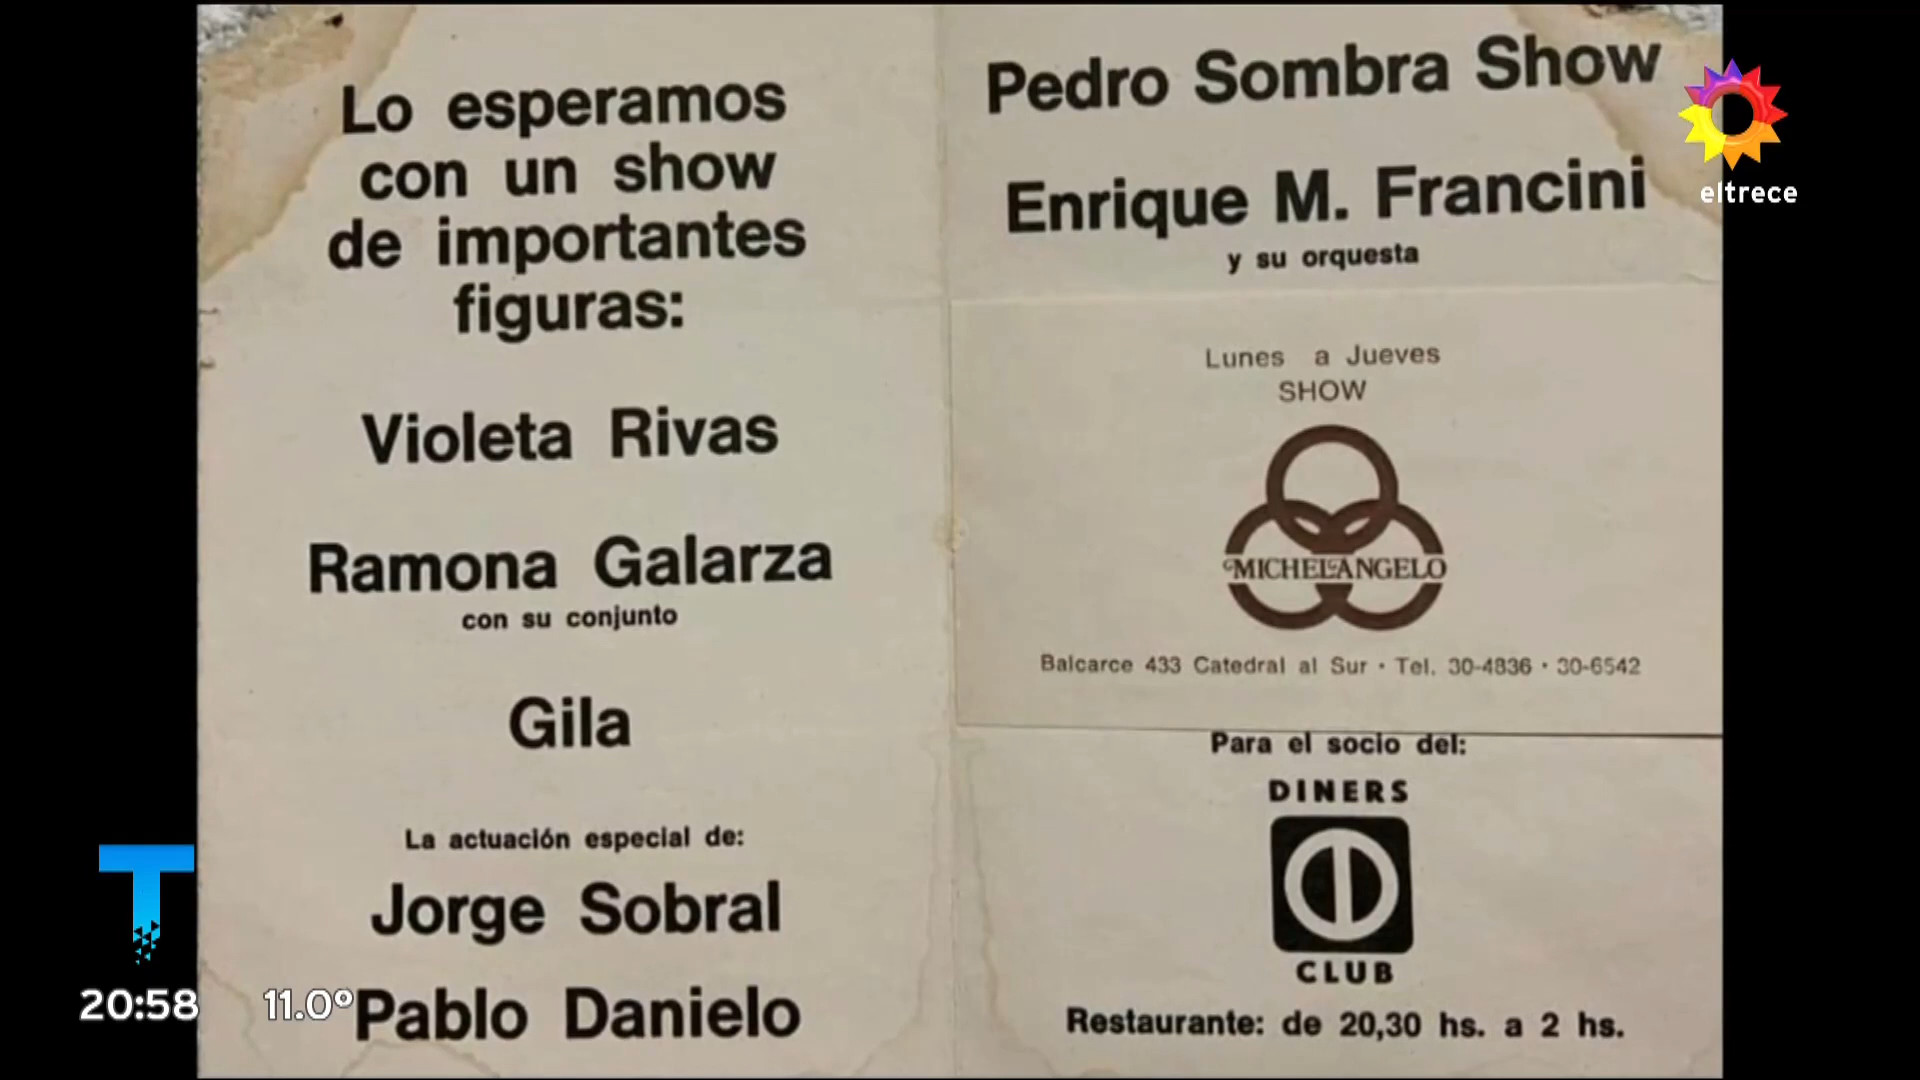 Lo esperamos
con un show
de importantes
figuras:
Violeta Rivas
Ramona Galarza
con su conjunto
Gila
La actuación especial de:
Jorge Sobral
Pablo Danielo
Pedro Sombra Show
Enrique M. Francini
y su orquesta
Lunes a Jueves
SHOW
MICHELANGELO
Balcarce 433 Catedral al Sur · Tel. 30-4836 · 30-6542
Para el socio del:
DINERS
CLUB
Restaurante: de 20,30 hs. a 2 hs.
eltrece
T
20:58 11.0°